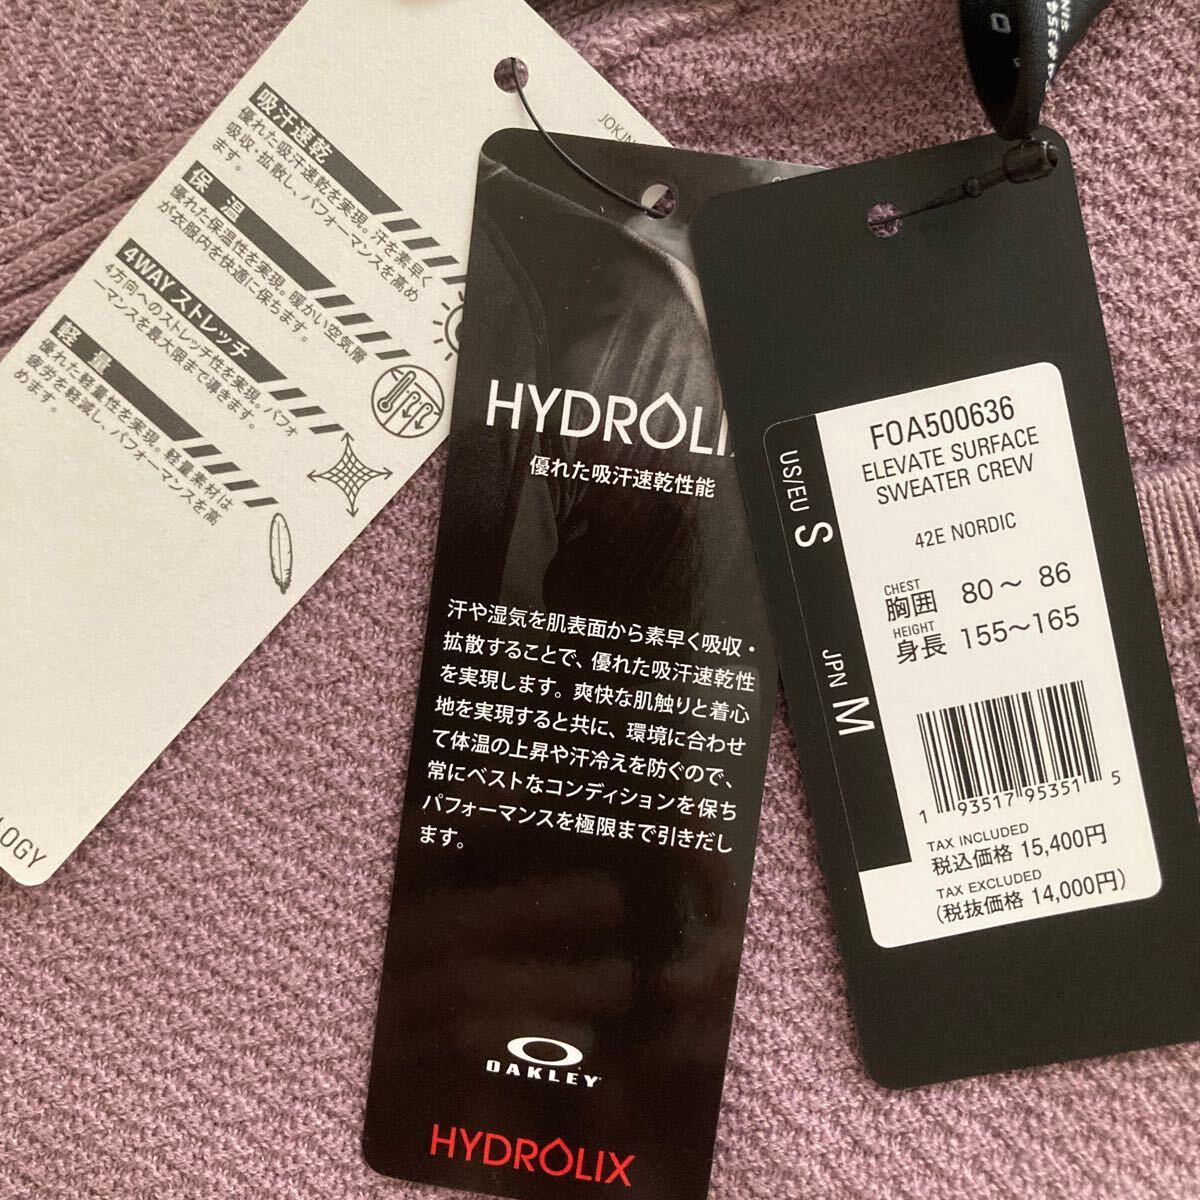 吸汗速乾
優れた吸汗速乾を実現。汗を素早く
吸収・拡散し、パフォーマンスを高め
ます。
保温
優れた保温性を実現。暖かい空気層
が衣服内を快適に保ちます。
4WAY ストレッチ
4方向へのストレッチ性を実現。パフォ
ーマンスを最大限まで導きます。
軽量
優れた軽量性を実現。軽量素材は
疲労を軽減し、パフォーマンスを高
めます。
LOGY
JOKIN
HYDROLIX
優れた吸汗速乾性能
汗や湿気を肌表面から素早く吸収・
拡散することで、優れた吸汗速乾性
を実現します。爽快な肌触りと着心
地を実現すると共に、環境に合わせ
て体温の上昇や汗冷えを防ぐので、
常にベストなコンディションを保ち
パフォーマンスを極限まで引きだし
ます。
OAKLEY
HYDROLIX
US/EU S
JPN M
FOA500636
ELEVATE SURFACE
SWEATER CREW
42E NORDIC
CHEST
胸囲 80～ 86
HEIGHT
身長 155～165
1 93517 95351 5
TAX INCLUDED
税込価格 15,400円
TAX EXCLUDED
(税抜価格 14,000円)